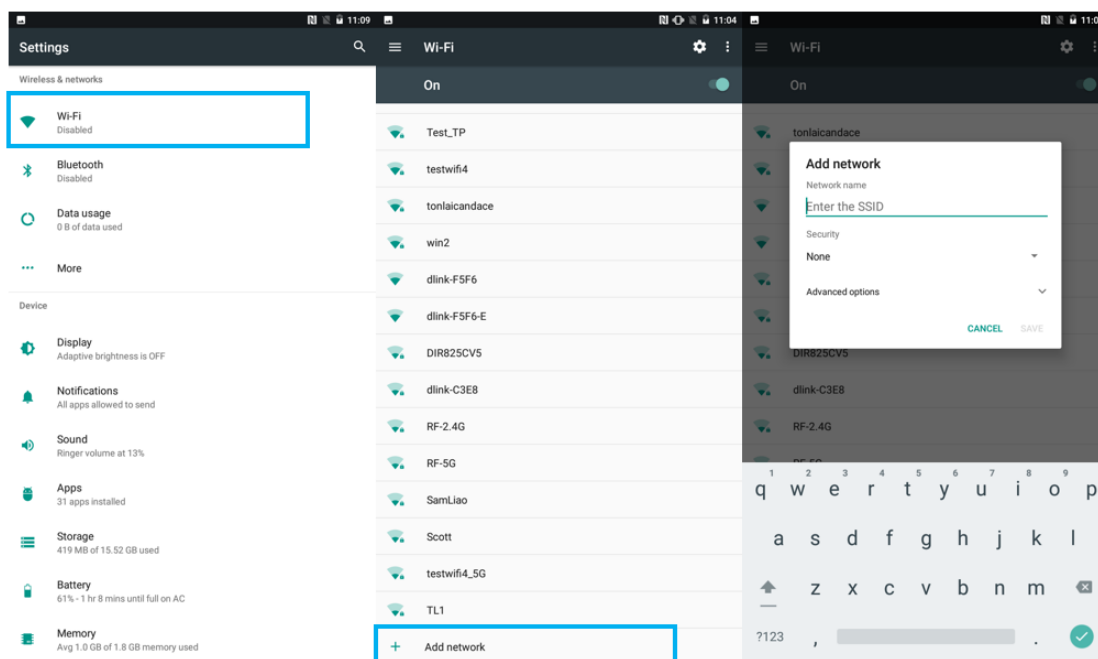 11:09
Settings
Wireless & networks
Wi-Fi
Disabled
Bluetooth
Disabled
Data usage
0 B of data used
More
Device
Display
Adaptive brightness is OFF
Notifications
All apps allowed to send
Sound
Ringer volume at 13%
Apps
31 apps installed
Storage
419 MB of 15.52 GB used
Battery
61% - 1 hr 8 mins until full on AC
Memory
Avg 1.0 GB of 1.8 GB memory used
11:04
Wi-Fi
On
Test_TP
testwifi4
tonlaicandace
win2
dlink-F5F6
dlink-F5F6-E
DIR825CV5
dlink-C3E8
RF-2.4G
RF-5G
SamLiao
Scott
testwifi4_5G
TL1
Add network
Wi-Fi
On
tonlaicandace
Add network
Network name
Enter the SSID
Security
None
Advanced options
CANCEL SAVE
DIR825CV5
dlink-C3E8
RF-2.4G
1 2 3 4 5 6 7 8 9
q w e r t y u i o p
a s d f g h j k l
z x c v b n m
?123 , .